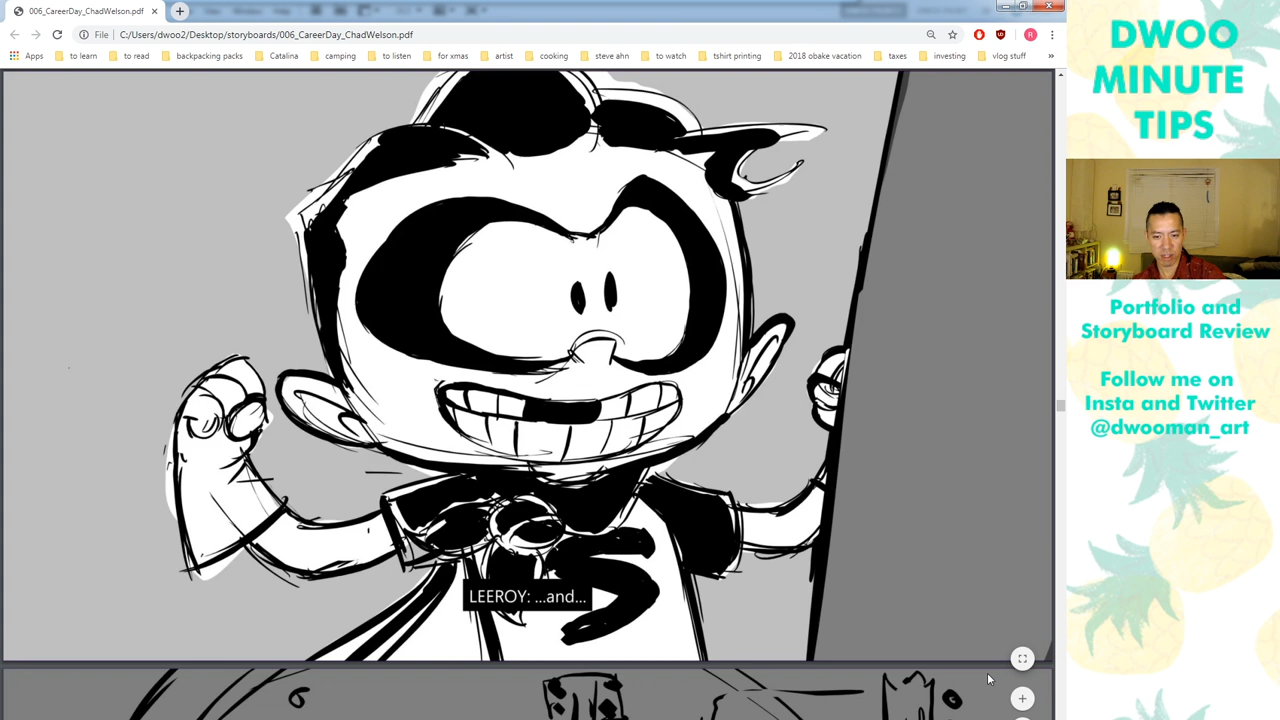 006_CareerDay_ChadWelson.pdf
File
C:/Users/dwoo2/Desktop/storyboards/006_CareerDay_ChadWelson.pdf
R
Apps
to learn
to read
backpacking packs
Catalina
camping
to listen
for xmas
artist
cooking
steve ahn
to watch
tshirt printing
2018 obake vacation
taxes
investing
vlog stuff
»
S
LEEROY: ...and...
DWOO
MINUTE
TIPS
Portfolio and
Storyboard Review
Follow me on
Insta and Twitter
@dwooman_art